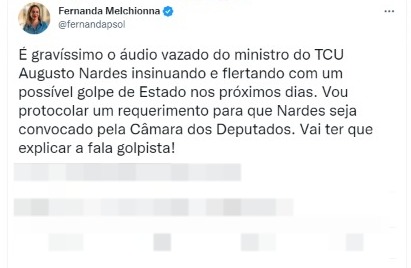 Fernanda Melchionna
@fernandapsol
É gravíssimo o áudio vazado do ministro do TCU
Augusto Nardes insinuando e flertando com um
possível golpe de Estado nos próximos dias. Vou
protocolar um requerimento para que Nardes seja
convocado pela Câmara dos Deputados. Vai ter que
explicar a fala golpista!